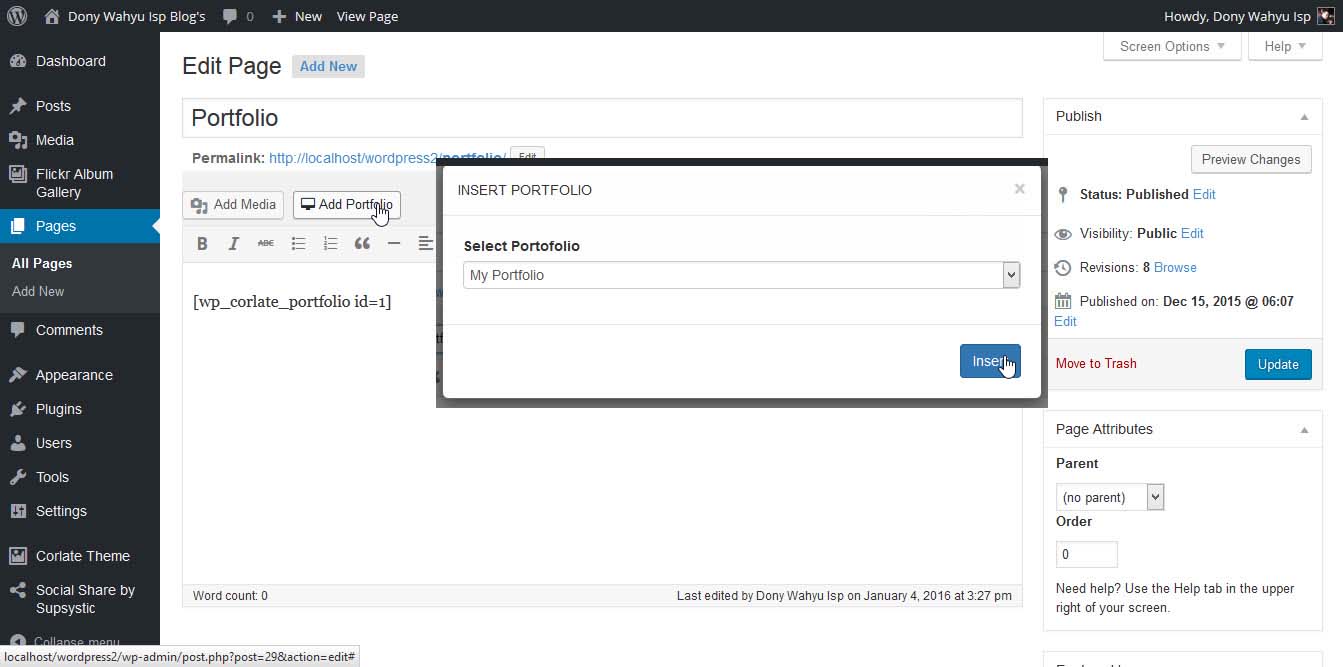 Dony Wahyu Isp Blog's 0 New View Page Howdy, Dony Wahyu Isp
Screen Options Help
Dashboard
Posts
Media
Flickr Album
Gallery
Pages
All Pages
Add New
Comments
Appearance
Plugins
Users
Tools
Settings
Corlate Theme
Social Share by
Supsystic
Collapse menu
Edit Page Add New
Portfolio
Permalink: http://localhost/wordpress2/portfolio/ Edit
Add Media Add Portfolio
B I ABC
[wp_corlate_portfolio id=1]
Word count: 0 Last edited by Dony Wahyu Isp on January 4, 2016 at 3:27 pm
INSERT PORTFOLIO ×
Select Portofolio
My Portfolio
Insert
Publish
Preview Changes
Status: Published Edit
Visibility: Public Edit
Revisions: 8 Browse
Published on: Dec 15, 2015 @ 06:07
Edit
Move to Trash Update
Page Attributes
Parent
(no parent)
Order
0
Need help? Use the Help tab in the upper
right of your screen.
localhost/wordpress2/wp-admin/post.php?post=29&action=edit#